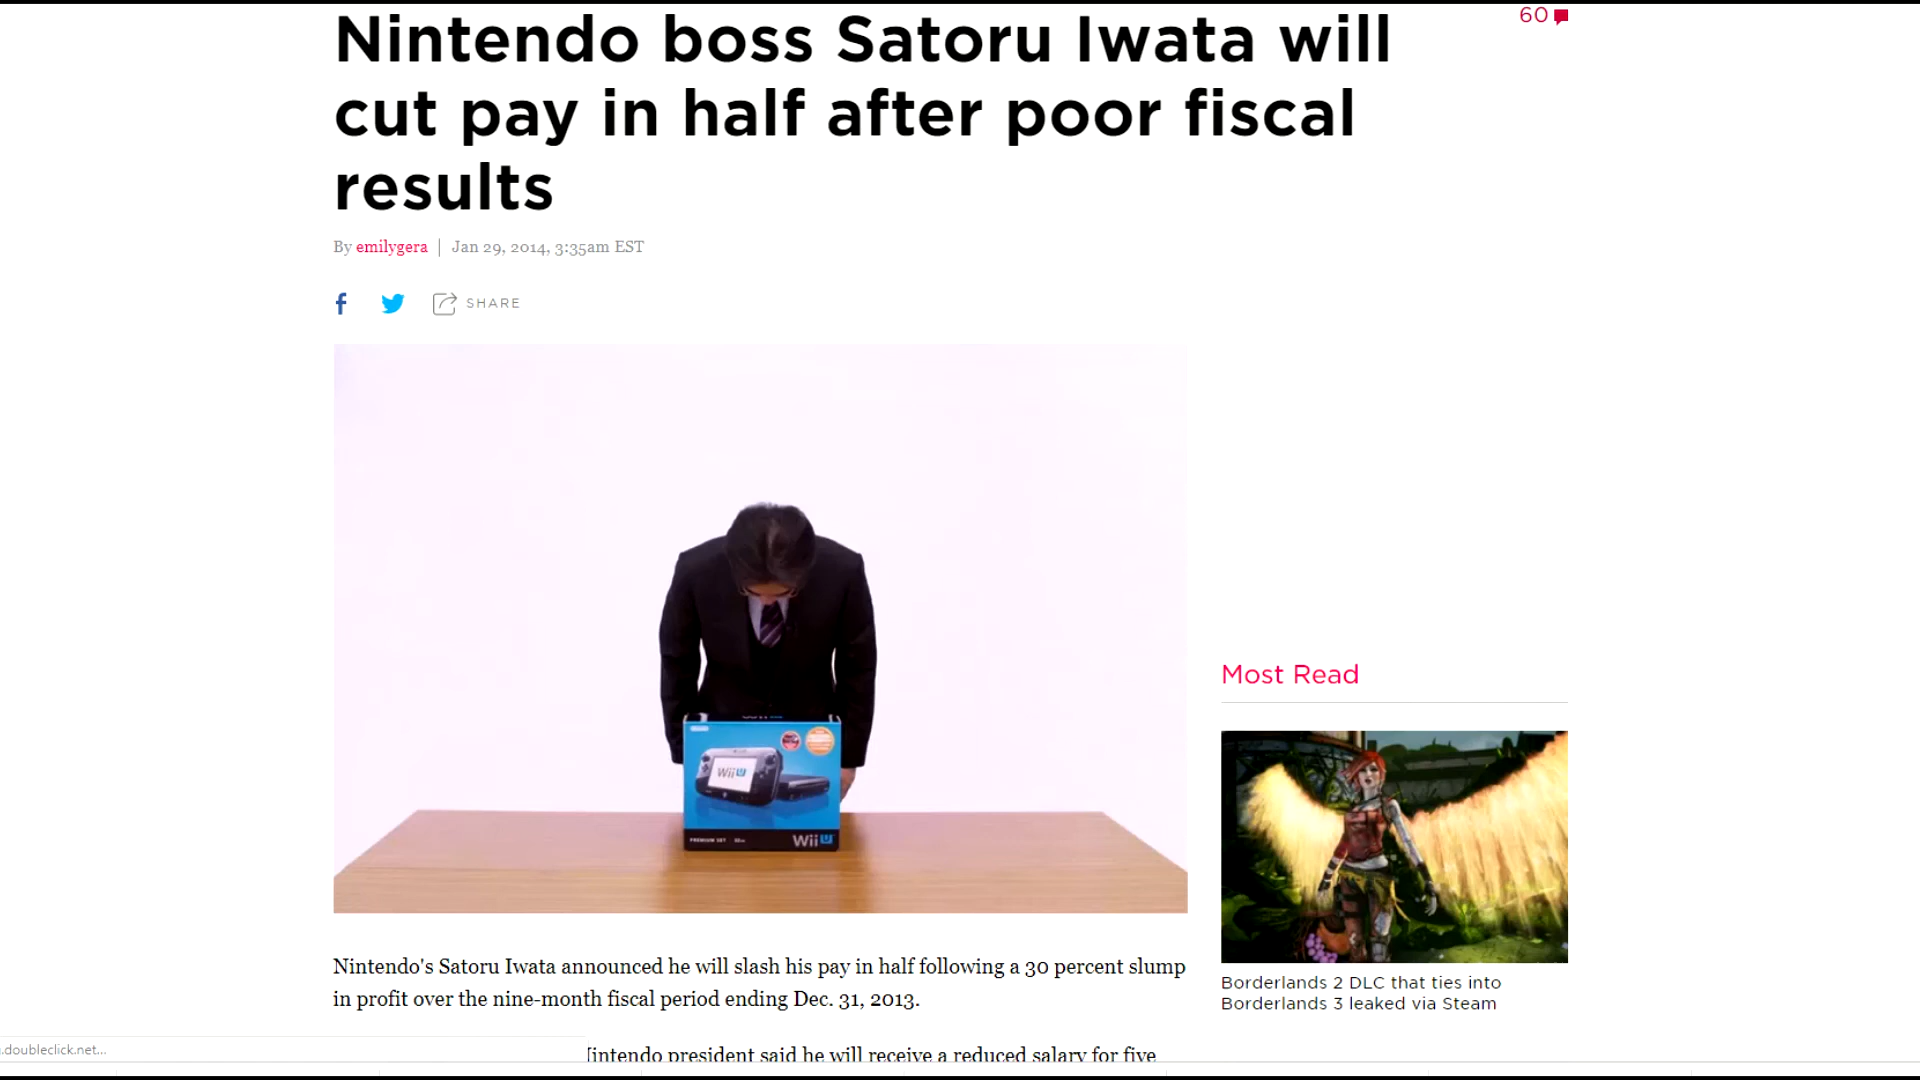 Nintendo boss Satoru Iwata will
cut pay in half after poor fiscal
results
60
By emilygera | Jan 29, 2014, 3:35am EST
SHARE
Wii U
PREMIUM SET
Wii U
Most Read
Borderlands 2 DLC that ties into
Borderlands 3 leaked via Steam
Nintendo's Satoru Iwata announced he will slash his pay in half following a 30 percent slump
in profit over the nine-month fiscal period ending Dec. 31, 2013.
.doubleclick.net...
intendo president said he will receive a reduced salary for five